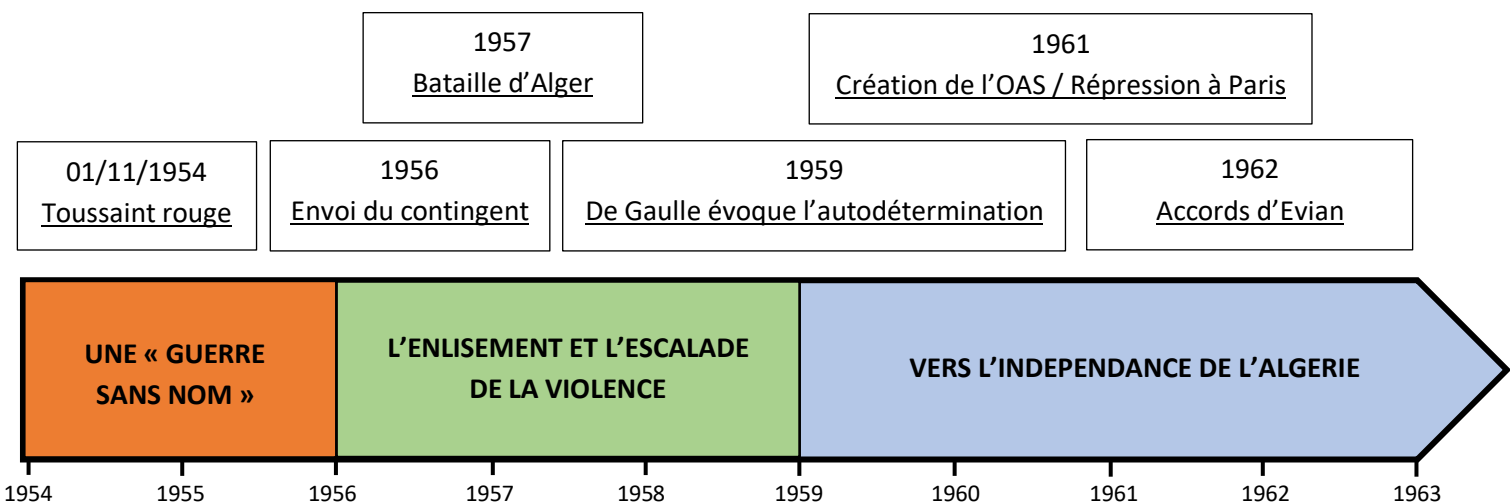 1957
Bataille d’Alger
1961
Création de l’OAS / Répression à Paris
01/11/1954
Toussaint rouge
1956
Envoi du contingent
1959
De Gaulle évoque l’autodétermination
1962
Accords d’Evian
UNE « GUERRE
SANS NOM »
L’ENLISEMENT ET L’ESCALADE
DE LA VIOLENCE
VERS L’INDEPENDANCE DE L’ALGERIE
1954 1955 1956 1957 1958 1959 1960 1961 1962 1963